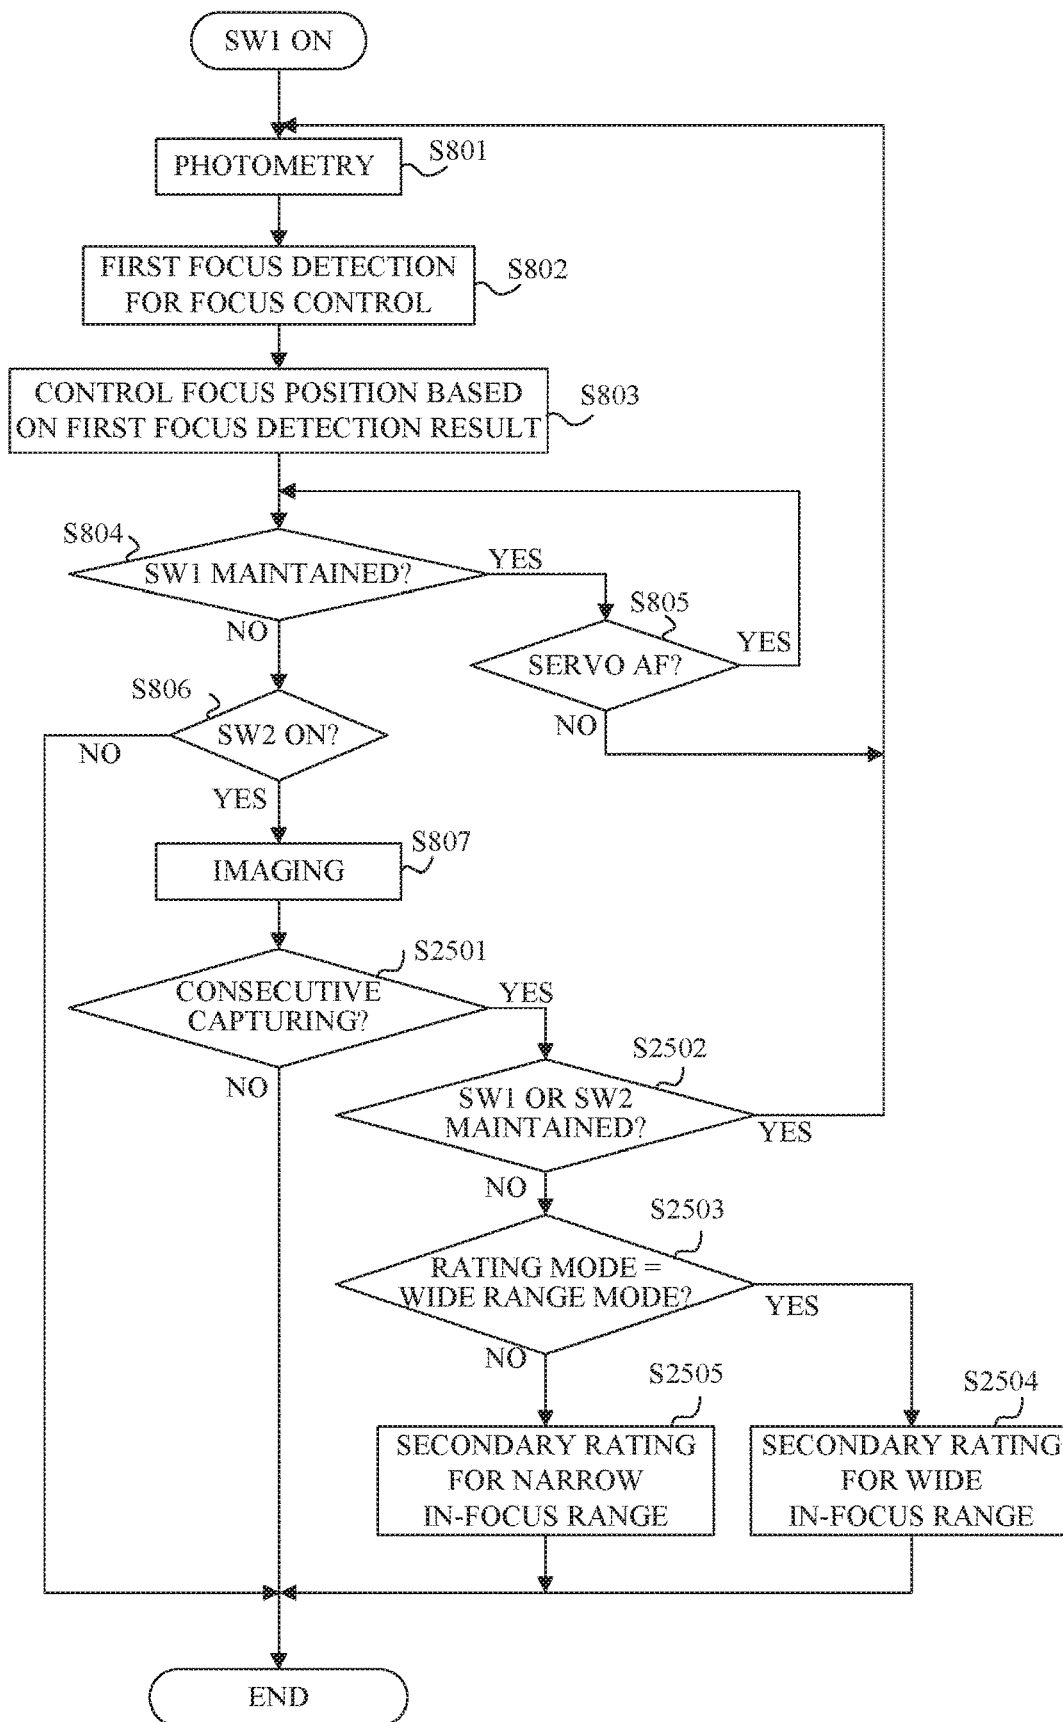 SW1 ON
PHOTOMETRY
S801
FIRST FOCUS DETECTION
FOR FOCUS CONTROL
S802
CONTROL FOCUS POSITION BASED
ON FIRST FOCUS DETECTION RESULT
S803
S804
SW1 MAINTAINED?
YES
NO
S805
SERVO AF?
YES
NO
S806
SW2 ON?
NO
YES
S807
IMAGING
S2501
CONSECUTIVE
CAPTURING?
YES
NO
S2502
SW1 OR SW2
MAINTAINED?
YES
NO
S2503
RATING MODE =
WIDE RANGE MODE?
YES
NO
S2505
SECONDARY RATING
FOR NARROW
IN-FOCUS RANGE
S2504
SECONDARY RATING
FOR WIDE
IN-FOCUS RANGE
END